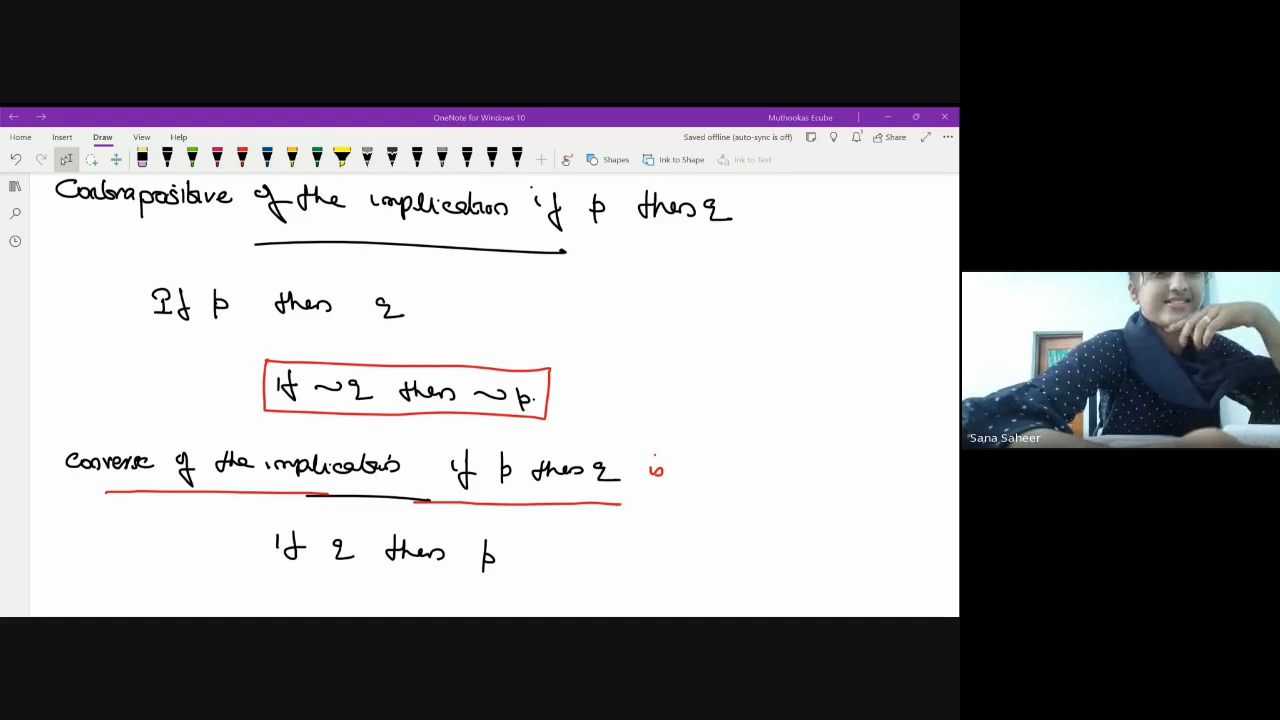 OneNote for Windows 10
Muthookas Ecube
Home Insert Draw View Help
Saved offline (auto-sync is off)
Share
Shapes
Ink to Shape
Ink to Text
Contrapositive of the implication if p then q
If p then q
If ~q then ~p.
Converse of the implication if p then q is
If q then p
Sana Saheer